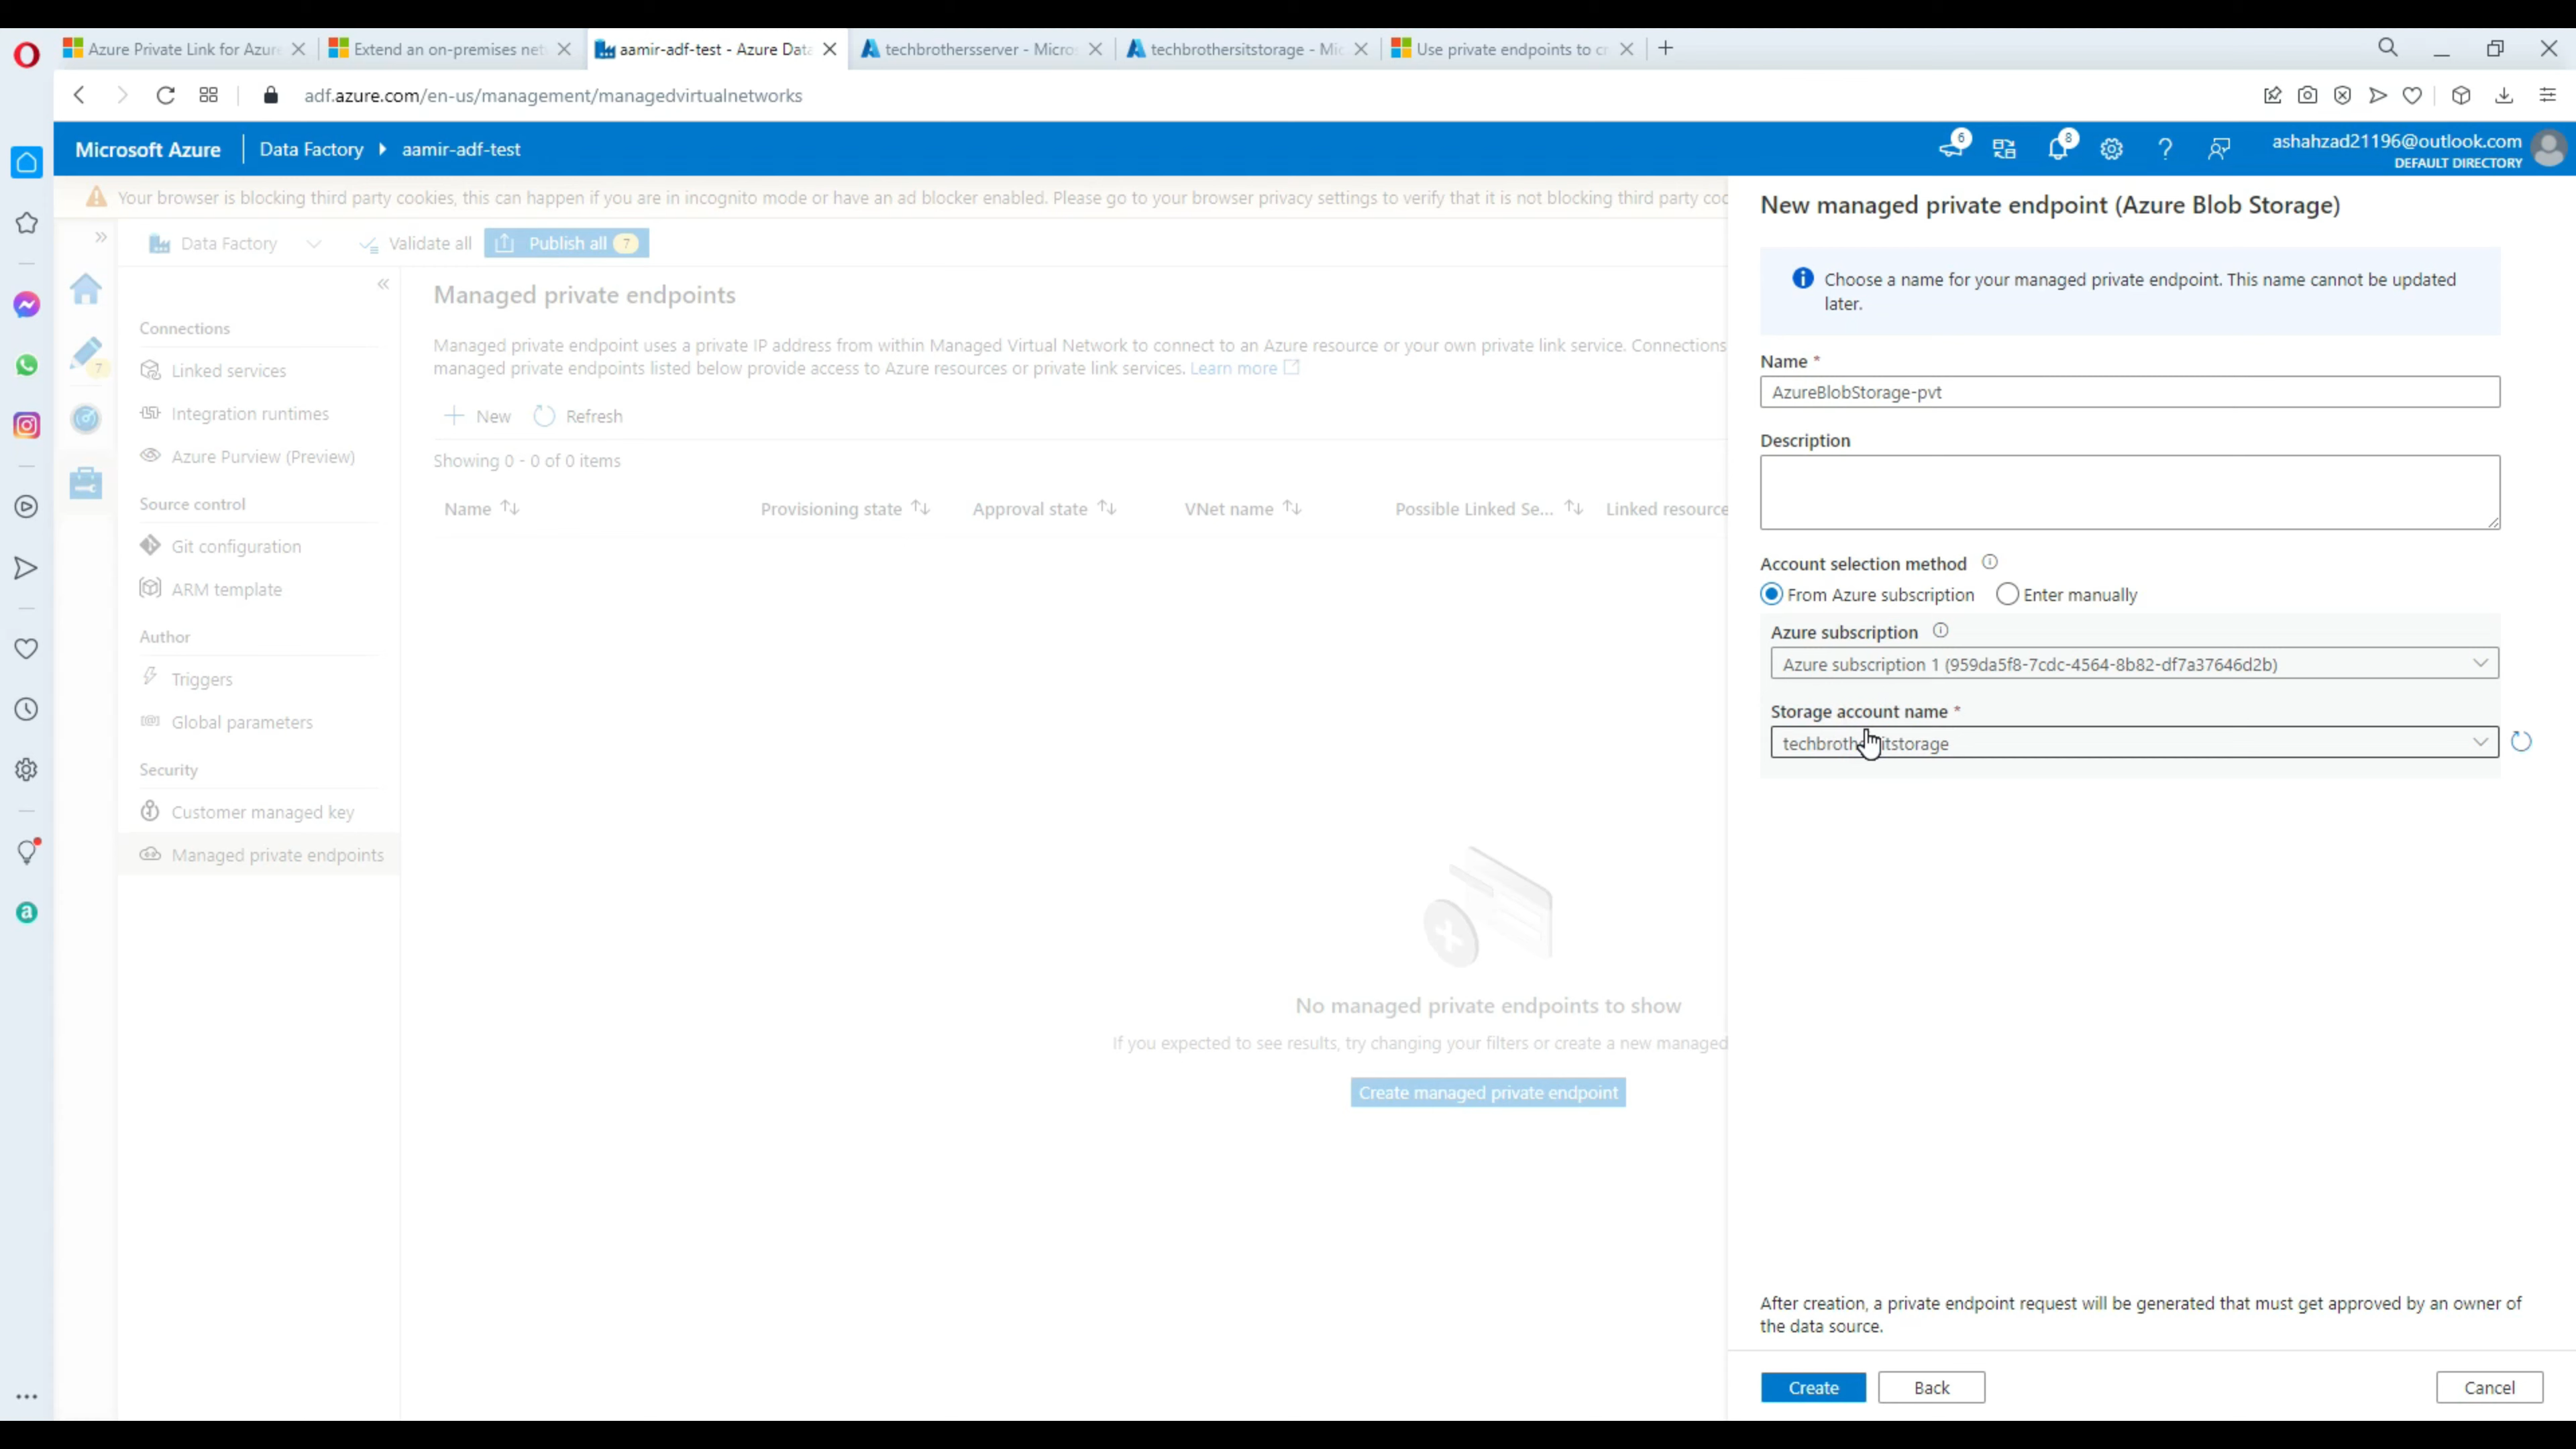 Azure Private Link for Azure
Extend an on-premises net
aamir-adf-test - Azure Data
techbrothersserver - Micro
techbrothersitstorage - Mic
Use private endpoints to cr
adf.azure.com/en-us/management/managedvirtualnetworks
Microsoft Azure
Data Factory
aamir-adf-test
6
8
ashahzad21196@outlook.com
DEFAULT DIRECTORY
Your browser is blocking third party cookies, this can happen if you are in incognito mode or have an ad blocker enabled. Please go to your browser privacy settings to verify that it is not blocking third party coo
Data Factory
Validate all
Publish all 7
7
Connections
Linked services
Integration runtimes
Azure Purview (Preview)
Source control
Git configuration
ARM template
Author
Triggers
Global parameters
Security
Customer managed key
Managed private endpoints
Managed private endpoints
Managed private endpoint uses a private IP address from within Managed Virtual Network to connect to an Azure resource or your own private link service. Connections
managed private endpoints listed below provide access to Azure resources or private link services. Learn more
New
Refresh
Showing 0 - 0 of 0 items
Name
Provisioning state
Approval state
VNet name
Possible Linked Se...
Linked resource
No managed private endpoints to show
If you expected to see results, try changing your filters or create a new managed
Create managed private endpoint
New managed private endpoint (Azure Blob Storage)
Choose a name for your managed private endpoint. This name cannot be updated
later.
Name *
AzureBlobStorage-pvt
Description
Account selection method
From Azure subscription
Enter manually
Azure subscription
Azure subscription 1 (959da5f8-7cdc-4564-8b82-df7a37646d2b)
Storage account name *
techbrothersitstorage
After creation, a private endpoint request will be generated that must get approved by an owner of
the data source.
Create
Back
Cancel